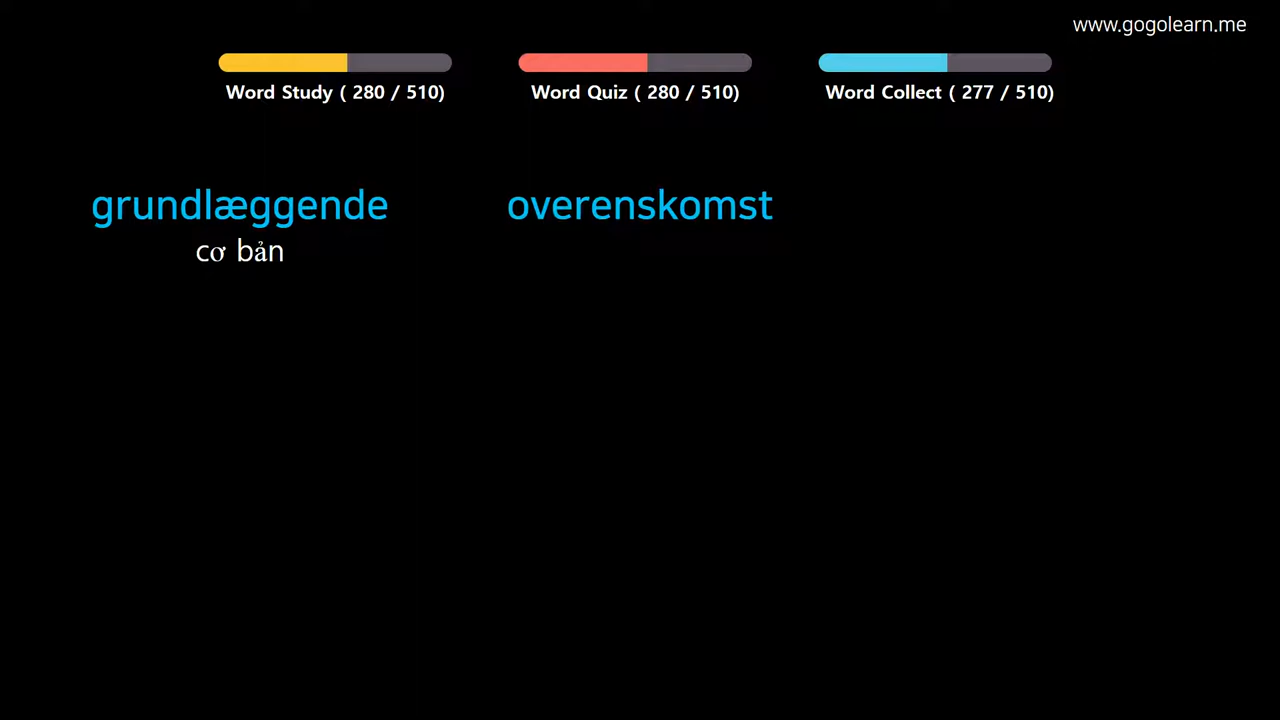 www.gogolearn.me
Word Study ( 280 / 510)
Word Quiz ( 280 / 510)
Word Collect ( 277 / 510)
grundlæggende
cơ bản
overenskomst